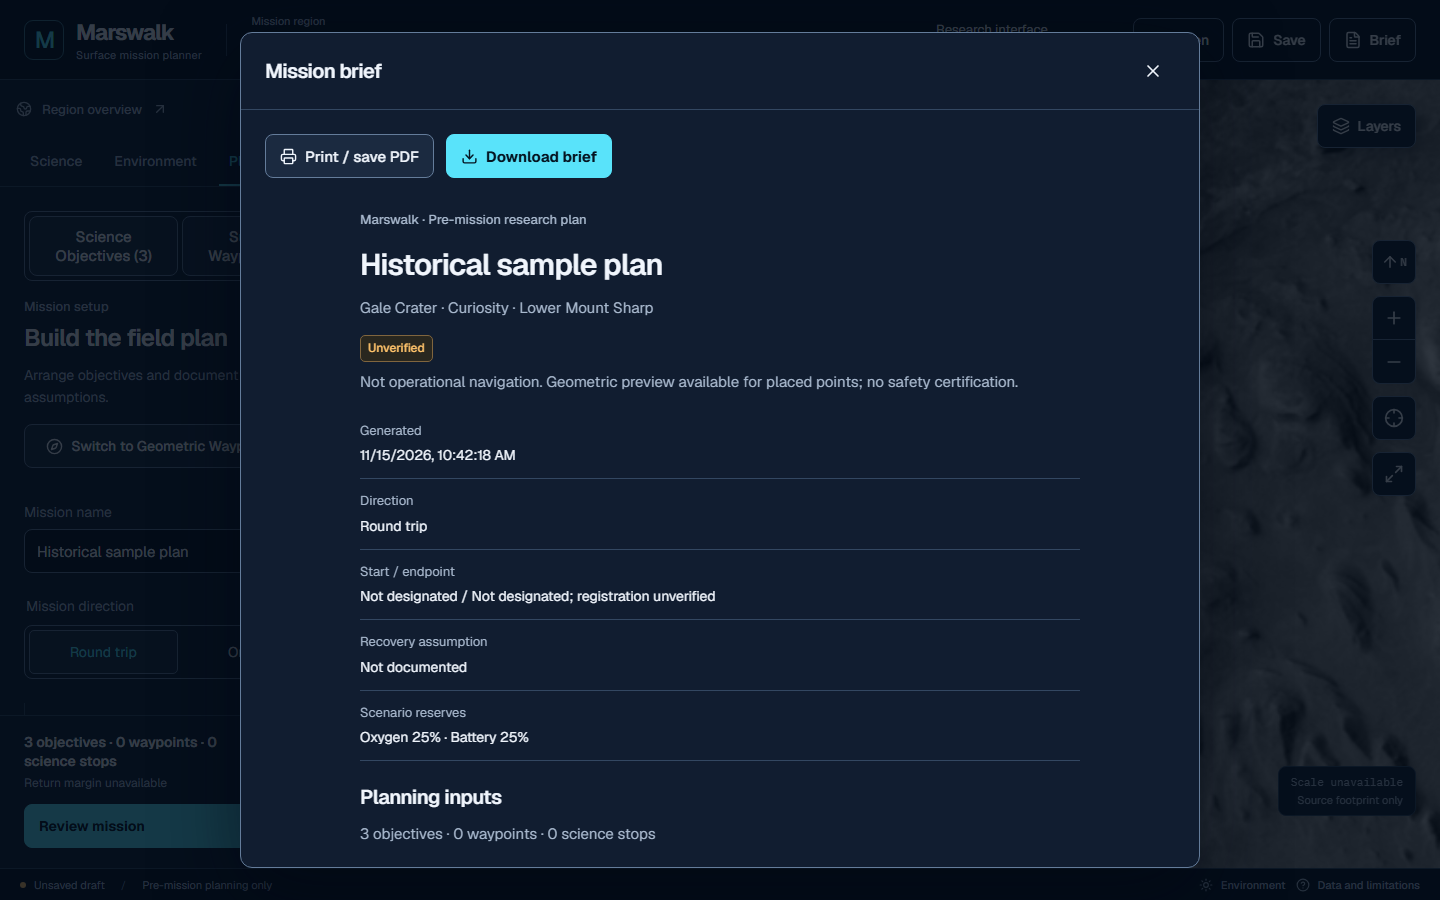 M
Marswalk
Surface mission planner
Mission region
Research interface
Save
Brief
Region overview
Science
Environment
Layers
Science
Objectives (3)
Mission setup
Build the field plan
Arrange objectives and document
assumptions.
Switch to Geometric
Mission name
Historical sample plan
Mission direction
Round trip
3 objectives · 0 waypoints · 0
science stops
Return margin unavailable
Review mission
Mission brief
Print / save PDF
Download brief
Marswalk · Pre-mission research plan
Historical sample plan
Gale Crater · Curiosity · Lower Mount Sharp
Unverified
Not operational navigation. Geometric preview available for placed points; no safety certification.
Generated
11/15/2026, 10:42:18 AM
Direction
Round trip
Start / endpoint
Not designated / Not designated; registration unverified
Recovery assumption
Not documented
Scenario reserves
Oxygen 25% · Battery 25%
Planning inputs
3 objectives · 0 waypoints · 0 science stops
N
Scale unavailable
Source footprint only
Unsaved draft / Pre-mission planning only
Environment
Data and limitations